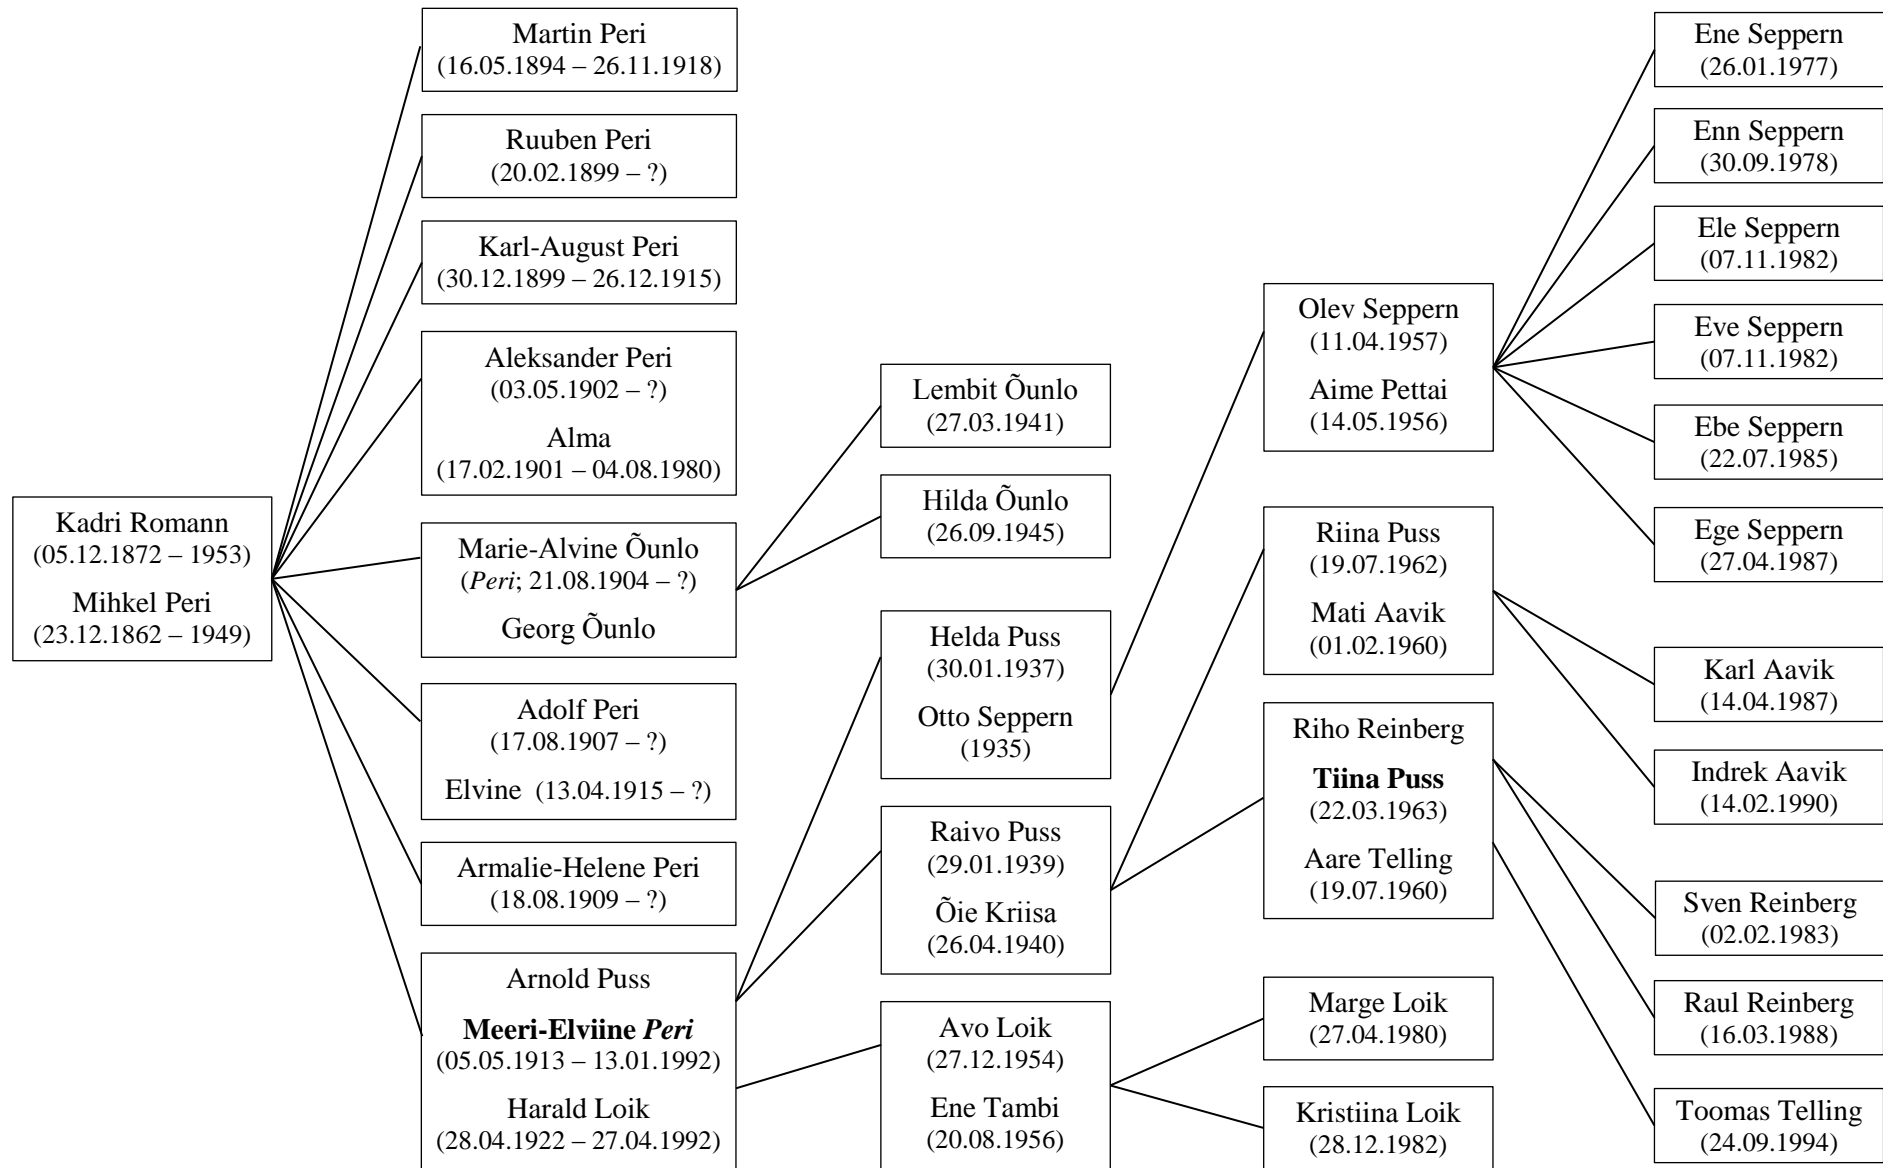 Kadri Romann
(05.12.1872 – 1953)
Mihkel Peri
(23.12.1862 – 1949)
Martin Peri
(16.05.1894 – 26.11.1918)
Ruuben Peri
(20.02.1899 – ?)
Karl-August Peri
(30.12.1899 – 26.12.1915)
Aleksander Peri
(03.05.1902 – ?)
Alma
(17.02.1901 – 04.08.1980)
Marie-Alvine Õunlo
(Peri; 21.08.1904 – ?)
Georg Õunlo
Adolf Peri
(17.08.1907 – ?)
Elvine (13.04.1915 – ?)
Armalie-Helene Peri
(18.08.1909 – ?)
Arnold Puss
Meeri-Elviine Peri
(05.05.1913 – 13.01.1992)
Harald Loik
(28.04.1922 – 27.04.1992)
Lembit Õunlo
(27.03.1941)
Hilda Õunlo
(26.09.1945)
Helda Puss
(30.01.1937)
Otto Seppern
(1935)
Raivo Puss
(29.01.1939)
Õie Kriisa
(26.04.1940)
Avo Loik
(27.12.1954)
Ene Tambi
(20.08.1956)
Olev Seppern
(11.04.1957)
Aime Pettai
(14.05.1956)
Riina Puss
(19.07.1962)
Mati Aavik
(01.02.1960)
Riho Reinberg
Tiina Puss
(22.03.1963)
Aare Telling
(19.07.1960)
Marge Loik
(27.04.1980)
Kristiina Loik
(28.12.1982)
Ene Seppern
(26.01.1977)
Enn Seppern
(30.09.1978)
Ele Seppern
(07.11.1982)
Eve Seppern
(07.11.1982)
Ebe Seppern
(22.07.1985)
Ege Seppern
(27.04.1987)
Karl Aavik
(14.04.1987)
Indrek Aavik
(14.02.1990)
Sven Reinberg
(02.02.1983)
Raul Reinberg
(16.03.1988)
Toomas Telling
(24.09.1994)